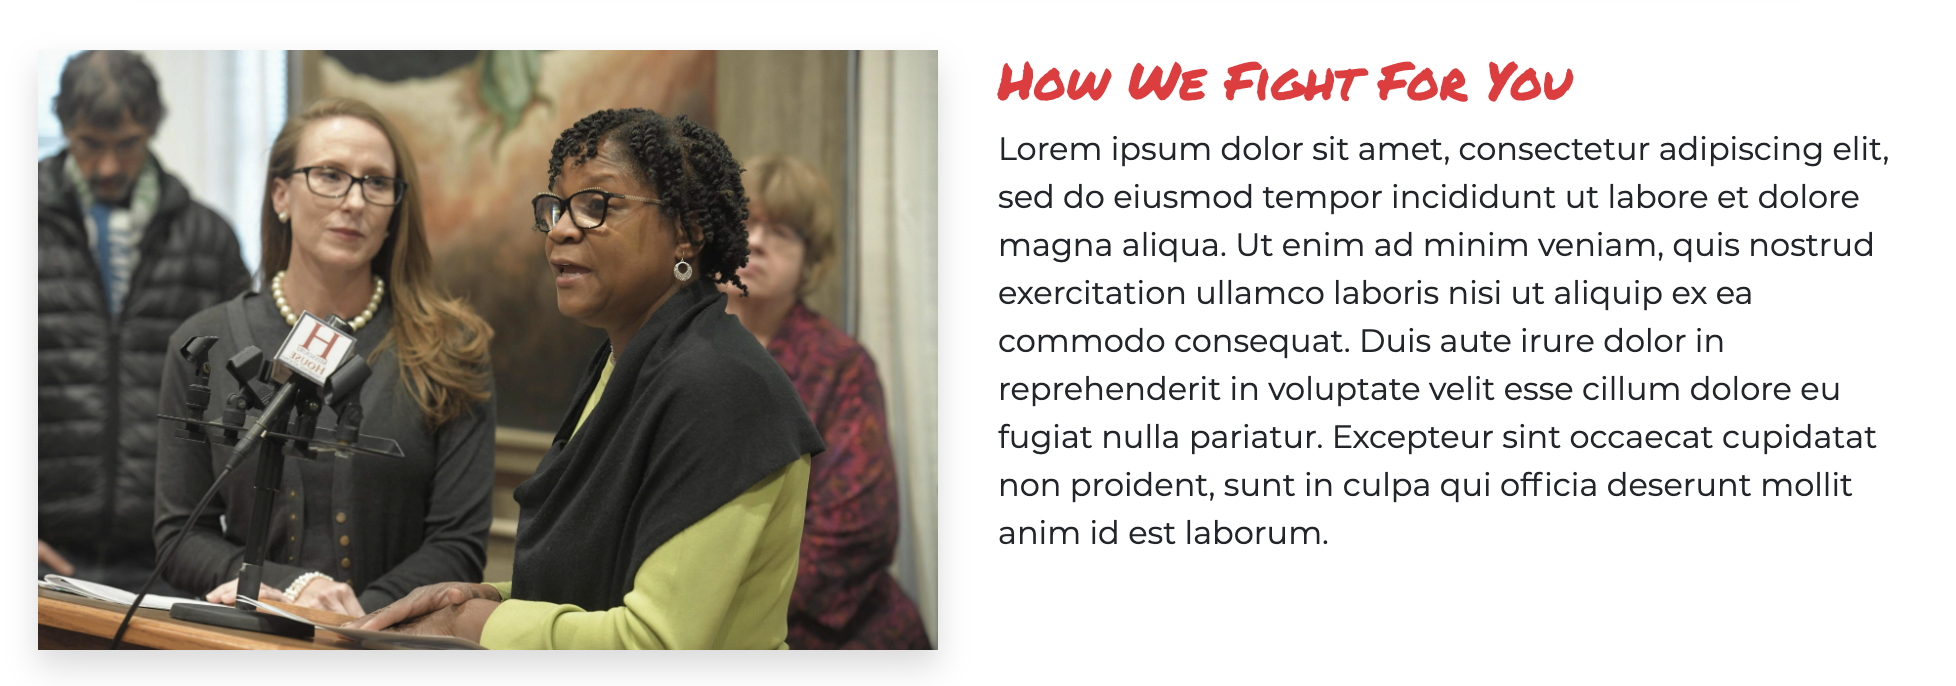 How We Fight For You
Lorem ipsum dolor sit amet, consectetur adipiscing elit,
sed do eiusmod tempor incididunt ut labore et dolore
magna aliqua. Ut enim ad minim veniam, quis nostrud
exercitation ullamco laboris nisi ut aliquip ex ea
commodo consequat. Duis aute irure dolor in
reprehenderit in voluptate velit esse cillum dolore eu
fugiat nulla pariatur. Excepteur sint occaecat cupidatat
non proident, sunt in culpa qui officia deserunt mollit
anim id est laborum.
H
HOUSE